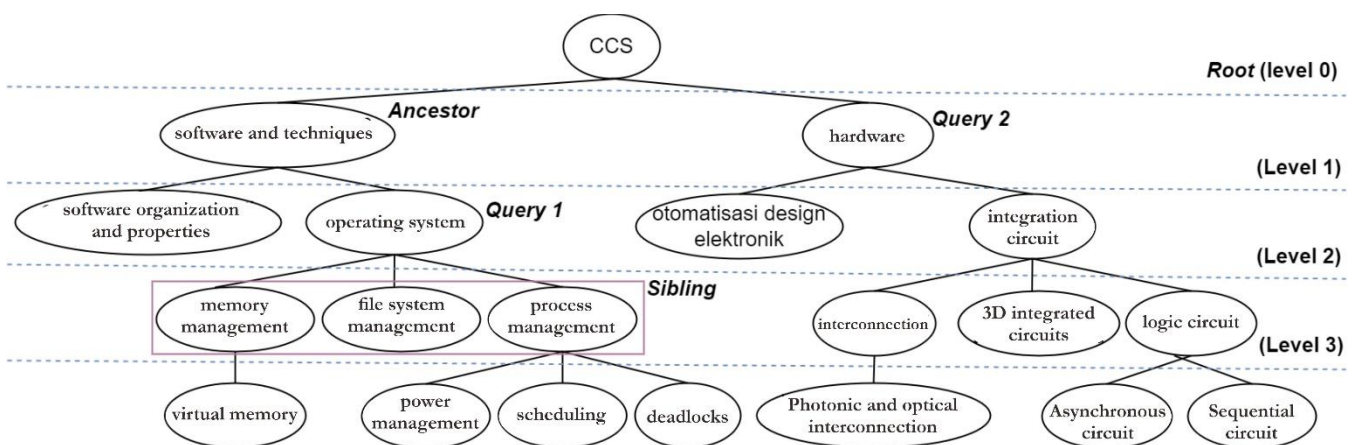 CCS
Root (level 0)
Ancestor
software and techniques
Query 2
hardware
(Level 1)
software organization
and properties
operating system
Query 1
otomatisasi design
elektronik
integration
circuit
(Level 2)
Sibling
memory
management
file system
management
process
management
interconnection
3D integrated
circuits
logic circuit
(Level 3)
virtual memory
power
management
scheduling
deadlocks
Photonic and optical
interconnection
Asynchronous
circuit
Sequential
circuit